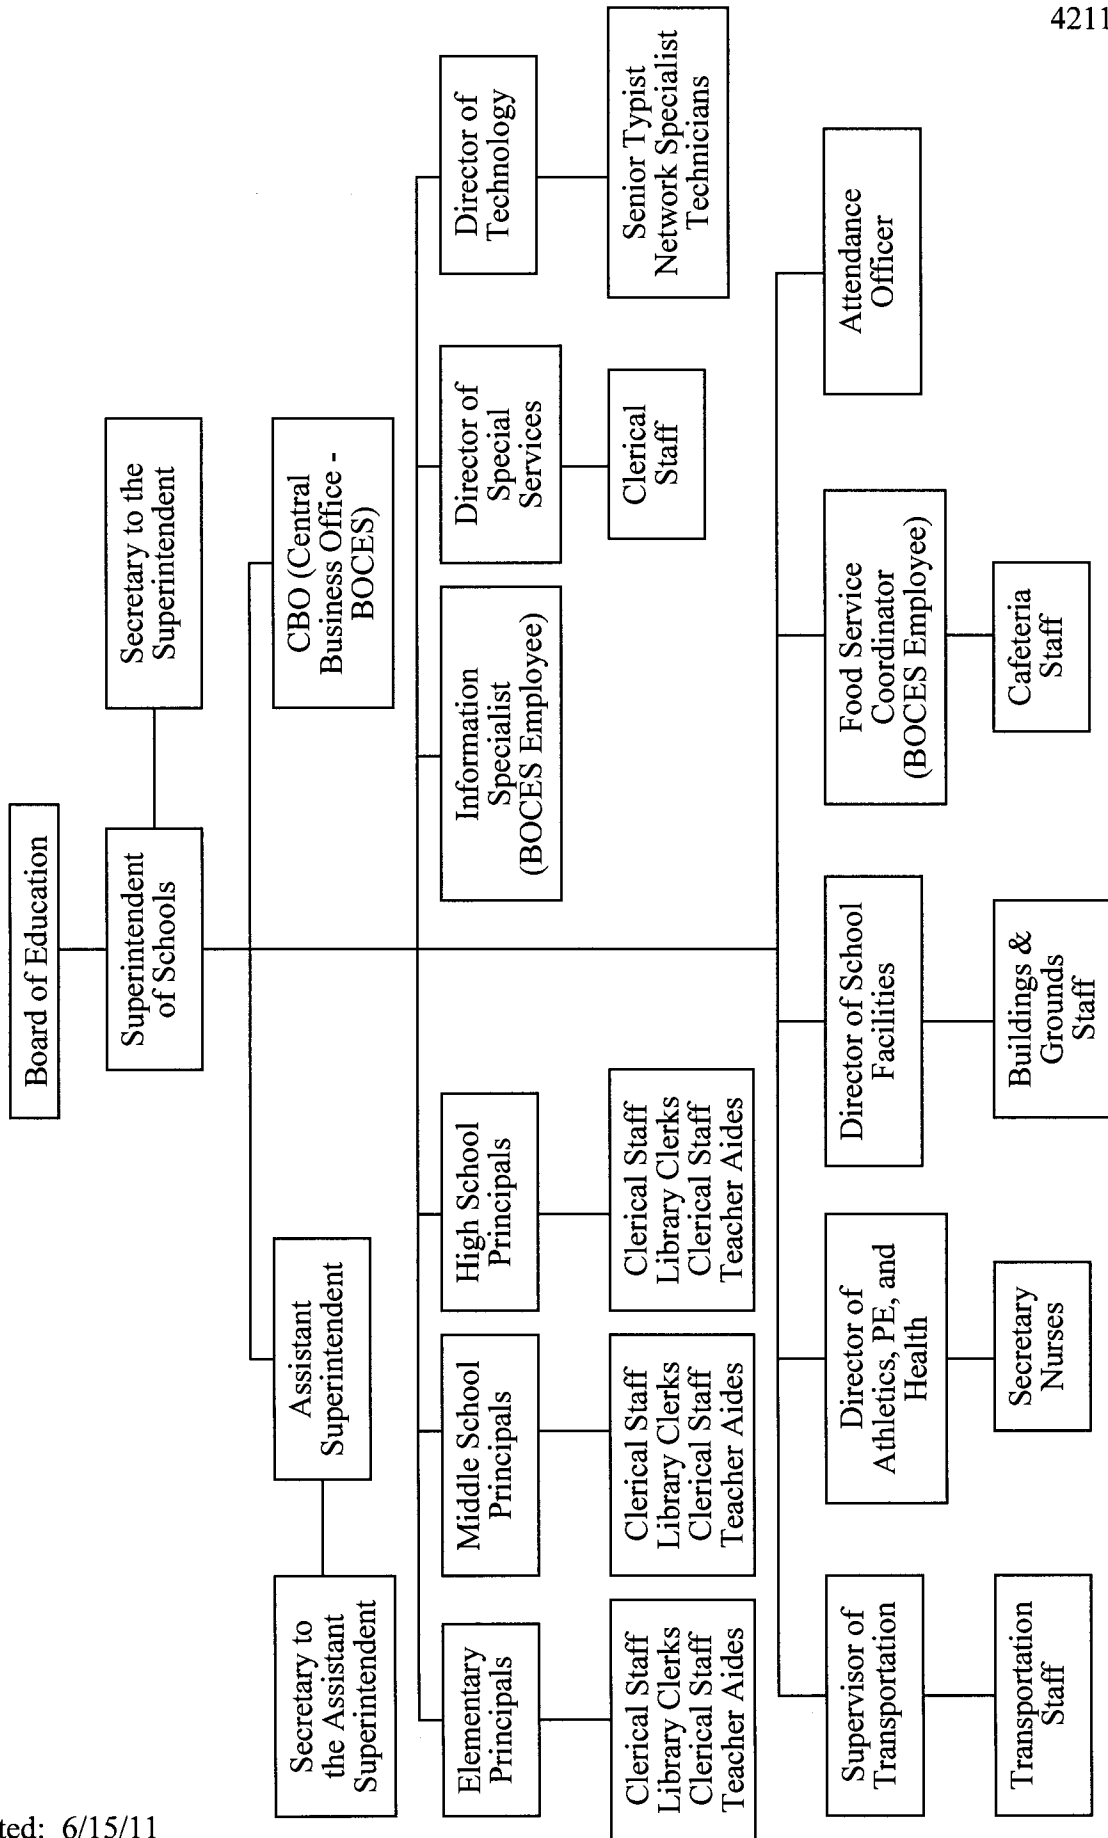 4211
Board of Education
Superintendent
of Schools
Secretary to the
Superintendent
Secretary to
the Assistant
Superintendent
Assistant
Superintendent
CBO (Central
Business Office -
BOCES)
Elementary
Principals
Middle School
Principals
High School
Principals
Information
Specialist
(BOCES Employee)
Director of
Special
Services
Director of
Technology
Clerical Staff
Library Clerks
Clerical Staff
Teacher Aides
Clerical Staff
Library Clerks
Clerical Staff
Teacher Aides
Clerical Staff
Library Clerks
Clerical Staff
Teacher Aides
Clerical
Staff
Senior Typist
Network Specialist
Technicians
Supervisor of
Transportation
Director of
Athletics, PE, and
Health
Director of School
Facilities
Food Service
Coordinator
(BOCES Employee)
Attendance
Officer
Transportation
Staff
Secretary
Nurses
Buildings &
Grounds
Staff
Cafeteria
Staff
ted: 6/15/11